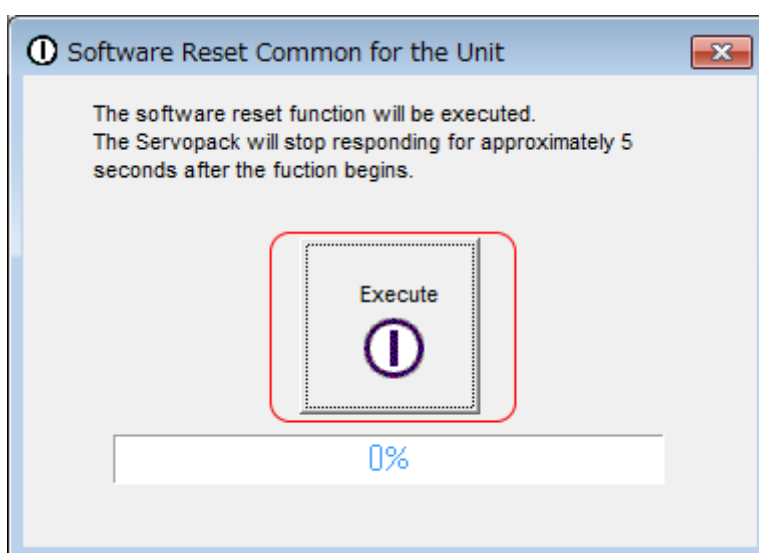 Software Reset Common for the Unit
The software reset function will be executed.
The Servopack will stop responding for approximately 5
seconds after the fuction begins.
Execute
0%